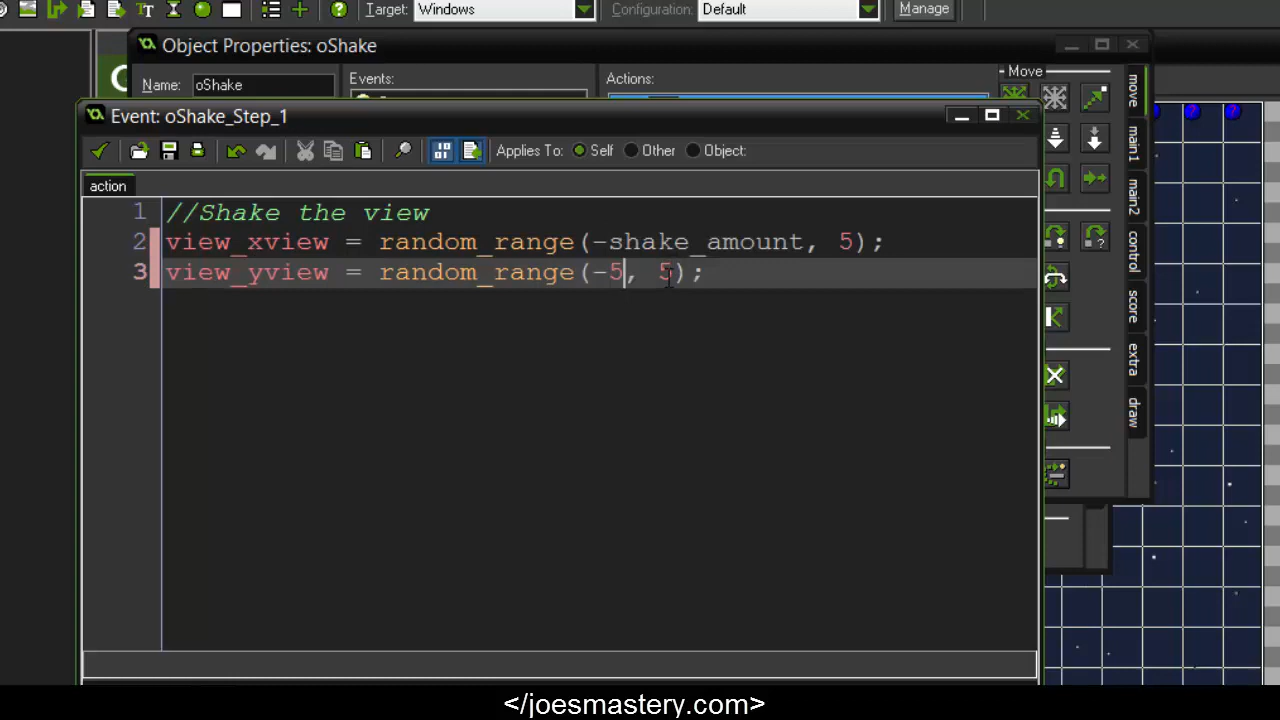 Target: Windows Configuration: Default Manage
Object Properties: oShake
Name: oShake Events: Actions: Move
Event: oShake_Step_1
Applies To: Self Other Object:
action
1 //Shake the view
2 view_xview = random_range(-shake_amount, 5);
3 view_yview = random_range(-5, 5);
move
main1
main2
control
score
extra
draw
</joesmastery.com>